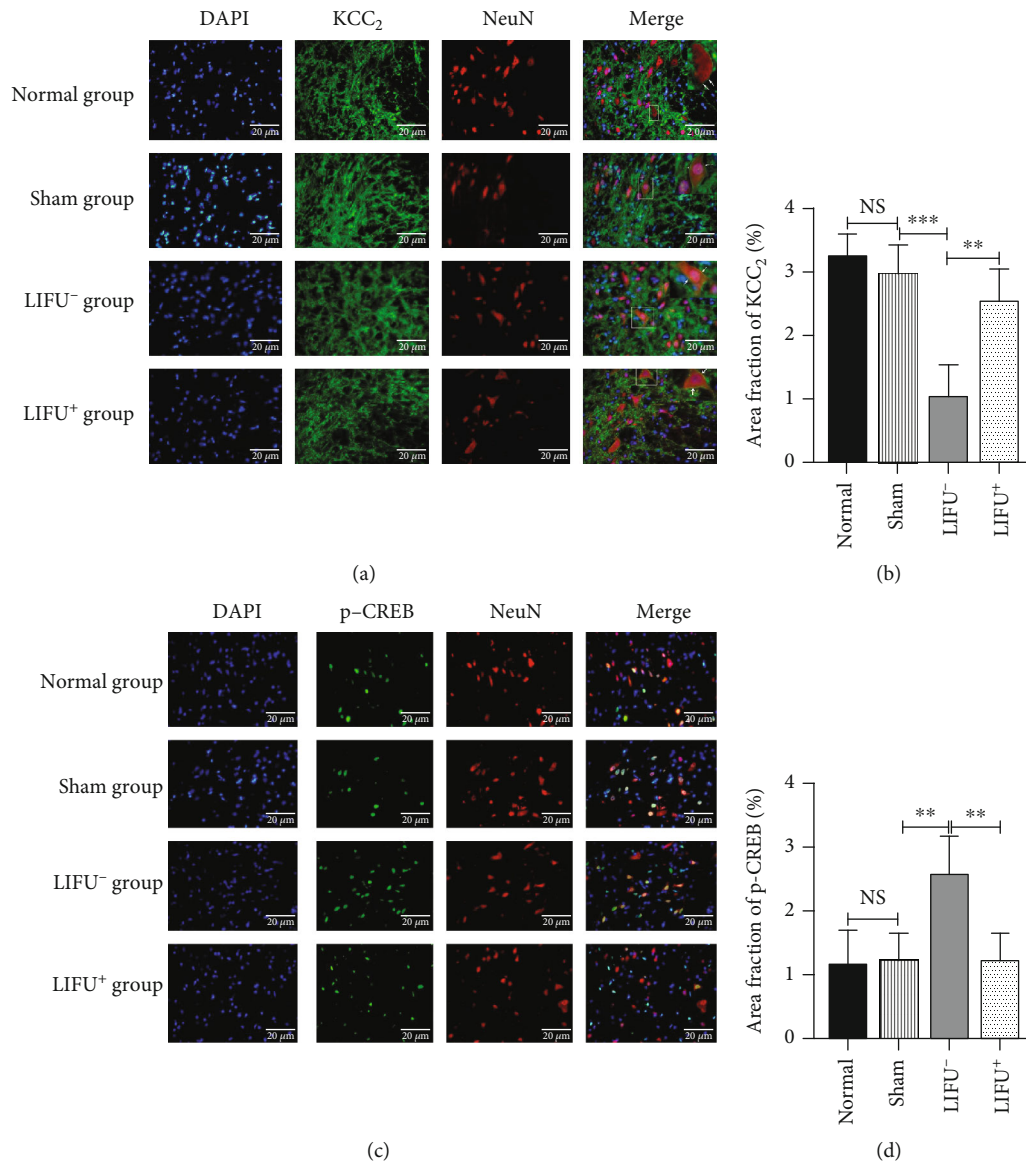 DAPI KCC₂ NeuN Merge
Normal group
20 μm 20 μm 20 μm 20 μm
Sham group
20 μm 20 μm 20 μm 20 μm
LIFU⁻ group
20 μm 20 μm 20 μm 20 μm
LIFU⁺ group
20 μm 20 μm 20 μm 20 μm
(a)
Area fraction of KCC₂ (%)
4
3
2
1
0
NS
***
**
Normal
Sham
LIFU⁻
LIFU⁺
(b)
DAPI p–CREB NeuN Merge
Normal group
20 μm 20 μm 20 μm 20 μm
Sham group
20 μm 20 μm 20 μm 20 μm
LIFU⁻ group
20 μm 20 μm 20 μm 20 μm
LIFU⁺ group
20 μm 20 μm 20 μm 20 μm
(c)
Area fraction of p-CREB (%)
4
3
2
1
0
NS
**
**
Normal
Sham
LIFU⁻
LIFU⁺
(d)